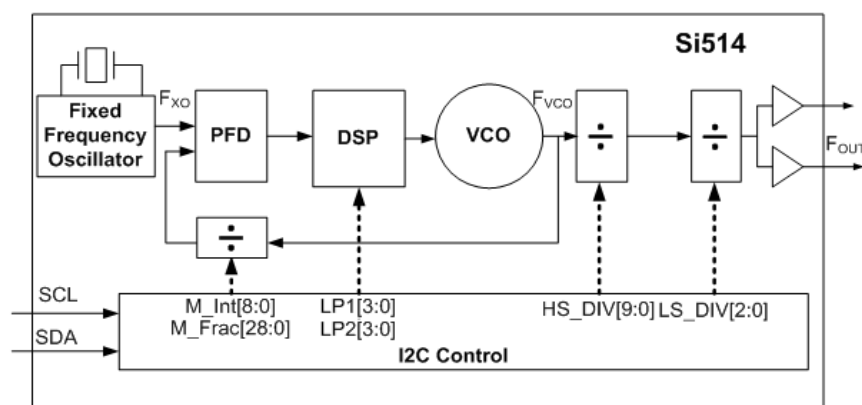 Si514
Fixed
Frequency
Oscillator
FXO
PFD
DSP
VCO
FVCO
÷
÷
FOUT
÷
SCL
SDA
M_Int[8:0]
M_Frac[28:0]
LP1[3:0]
LP2[3:0]
HS_DIV[9:0]
LS_DIV[2:0]
I2C Control